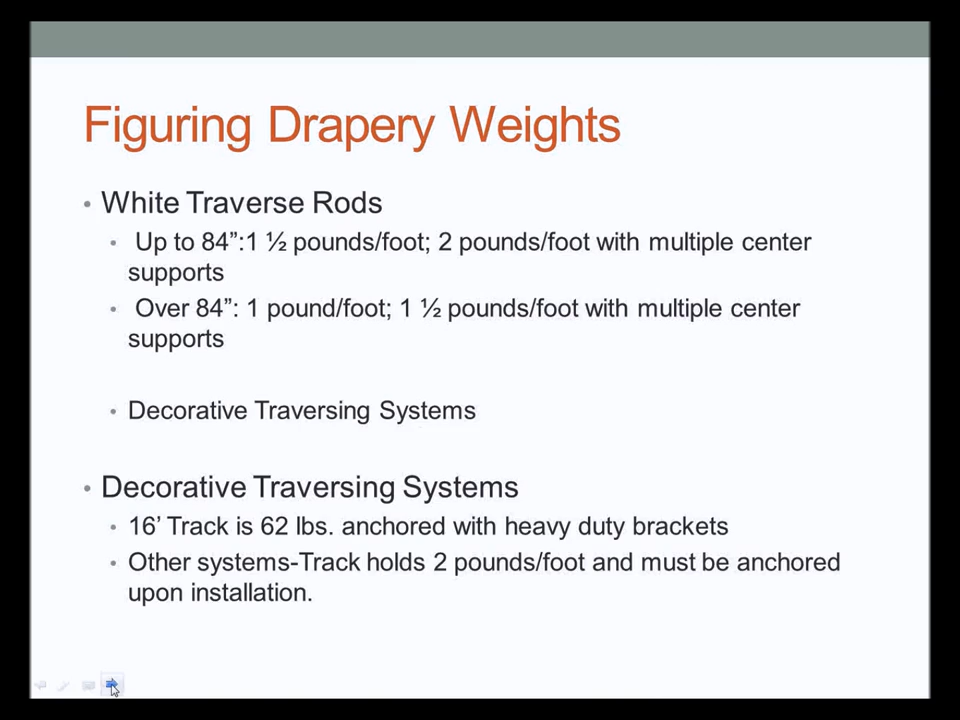 Figuring Drapery Weights
• White Traverse Rods
• Up to 84”:1 ½ pounds/foot; 2 pounds/foot with multiple center
supports
• Over 84”: 1 pound/foot; 1 ½ pounds/foot with multiple center
supports
• Decorative Traversing Systems
• Decorative Traversing Systems
• 16’ Track is 62 lbs. anchored with heavy duty brackets
• Other systems-Track holds 2 pounds/foot and must be anchored
upon installation.